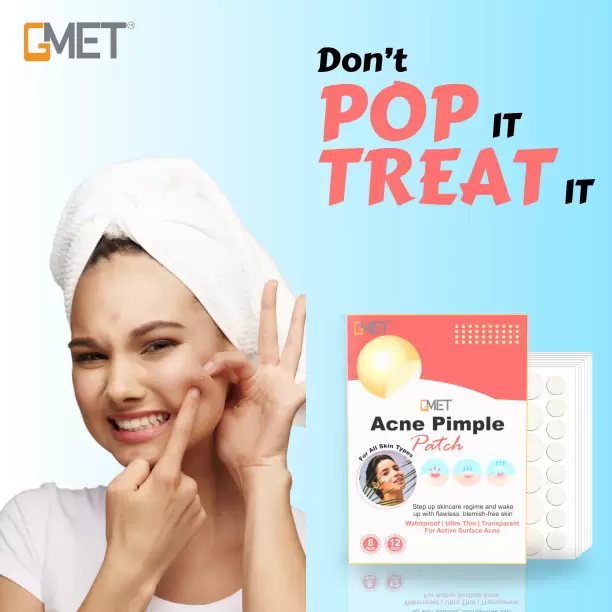 GMET
Don't
POP IT
TREAT IT
GMET
GMET
Acne Pimple
Patch
For All Skin Types
Step up skincare regime and wake
up with flawless, blemish-free skin
Waterproof | Ultra Thin | Transparent
For Active Surface Acne
8
12